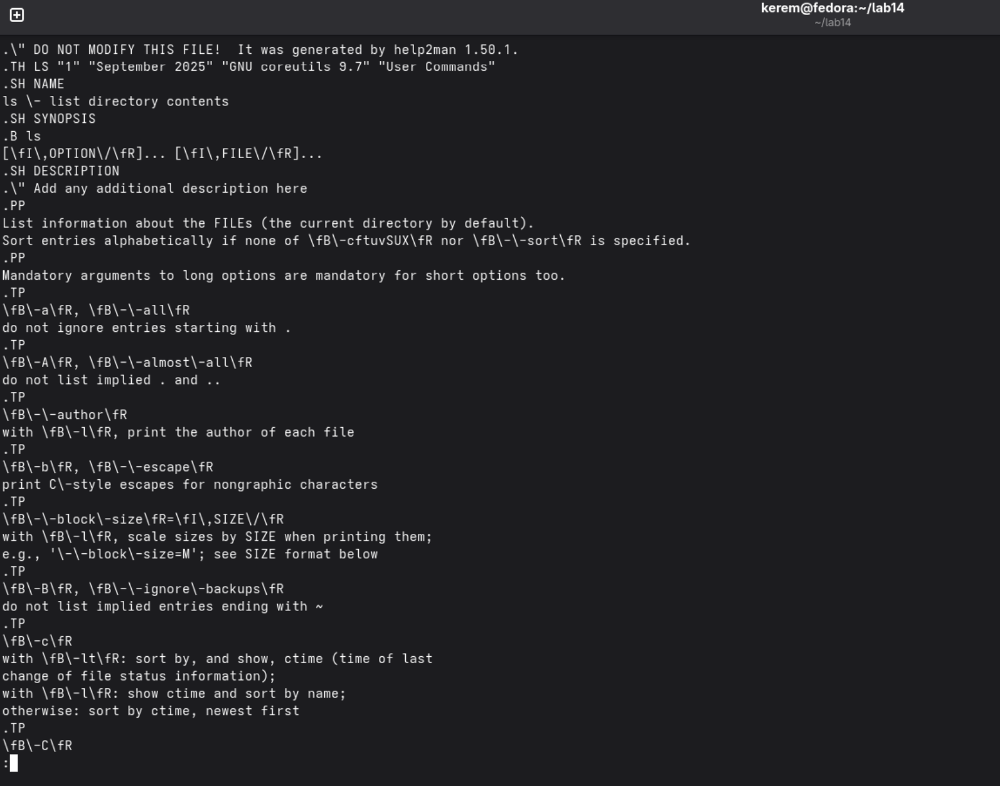 kerem@fedora:~/lab14
~/lab14
.\" DO NOT MODIFY THIS FILE!  It was generated by help2man 1.50.1.
.TH LS "1" "September 2025" "GNU coreutils 9.7" "User Commands"
.SH NAME
ls \- list directory contents
.SH SYNOPSIS
.B ls
[\fI\,OPTION\/\fR]... [\fI\,FILE\/\fR]...
.SH DESCRIPTION
.\" Add any additional description here
.PP
List information about the FILEs (the current directory by default).
Sort entries alphabetically if none of \fB\-cftuvSUX\fR nor \fB\-\-sort\fR is specified.
.PP
Mandatory arguments to long options are mandatory for short options too.
.TP
\fB\-a\fR, \fB\-\-all\fR
do not ignore entries starting with .
.TP
\fB\-A\fR, \fB\-\-almost\-all\fR
do not list implied . and ..
.TP
\fB\-\-author\fR
with \fB\-l\fR, print the author of each file
.TP
\fB\-b\fR, \fB\-\-escape\fR
print C\-style escapes for nongraphic characters
.TP
\fB\-\-block\-size\fR=\fI\,SIZE\/\fR
with \fB\-l\fR, scale sizes by SIZE when printing them;
e.g., '\-\-block\-size=M'; see SIZE format below
.TP
\fB\-B\fR, \fB\-\-ignore\-backups\fR
do not list implied entries ending with ~
.TP
\fB\-c\fR
with \fB\-lt\fR: sort by, and show, ctime (time of last
change of file status information);
with \fB\-l\fR: show ctime and sort by name;
otherwise: sort by ctime, newest first
.TP
\fB\-C\fR
: